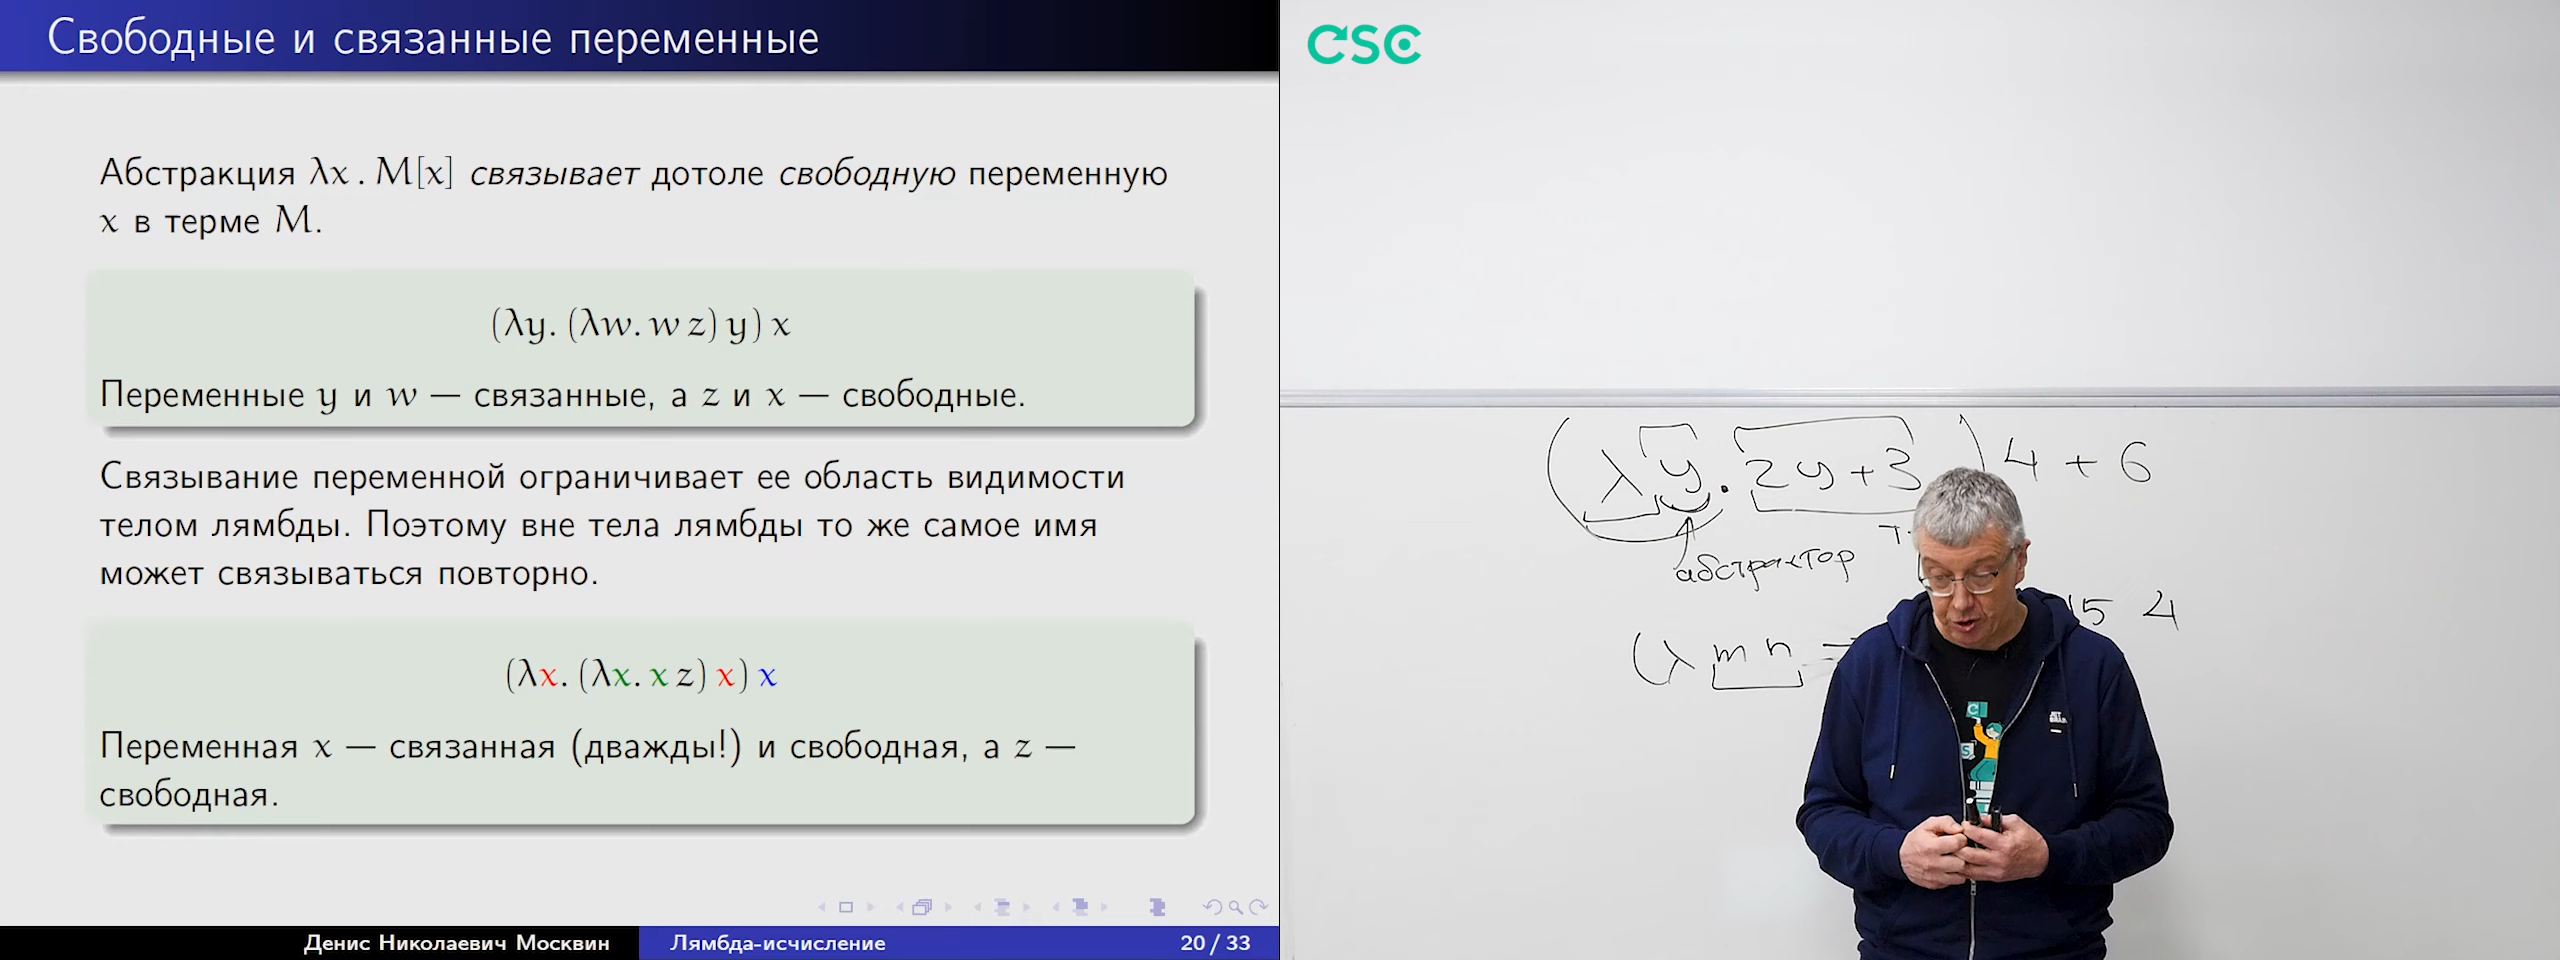 Свободные и связанные переменные
Абстракция λx . M[x] связывает дотоле свободную переменную
x в терме M.
(λy. (λw. w z) y) x
Переменные y и w — связанные, а z и x — свободные.
Связывание переменной ограничивает ее область видимости
телом лямбды. Поэтому вне тела лямбды то же самое имя
может связываться повторно.
(λx. (λx. x z) x) x
Переменная x — связанная (дважды!) и свободная, а z —
свободная.
Денис Николаевич Москвин
Лямбда-исчисление
20 / 33
CSC
(λ y. 2y+3) 4 + 6
абстрактор
15 4
(λ m n